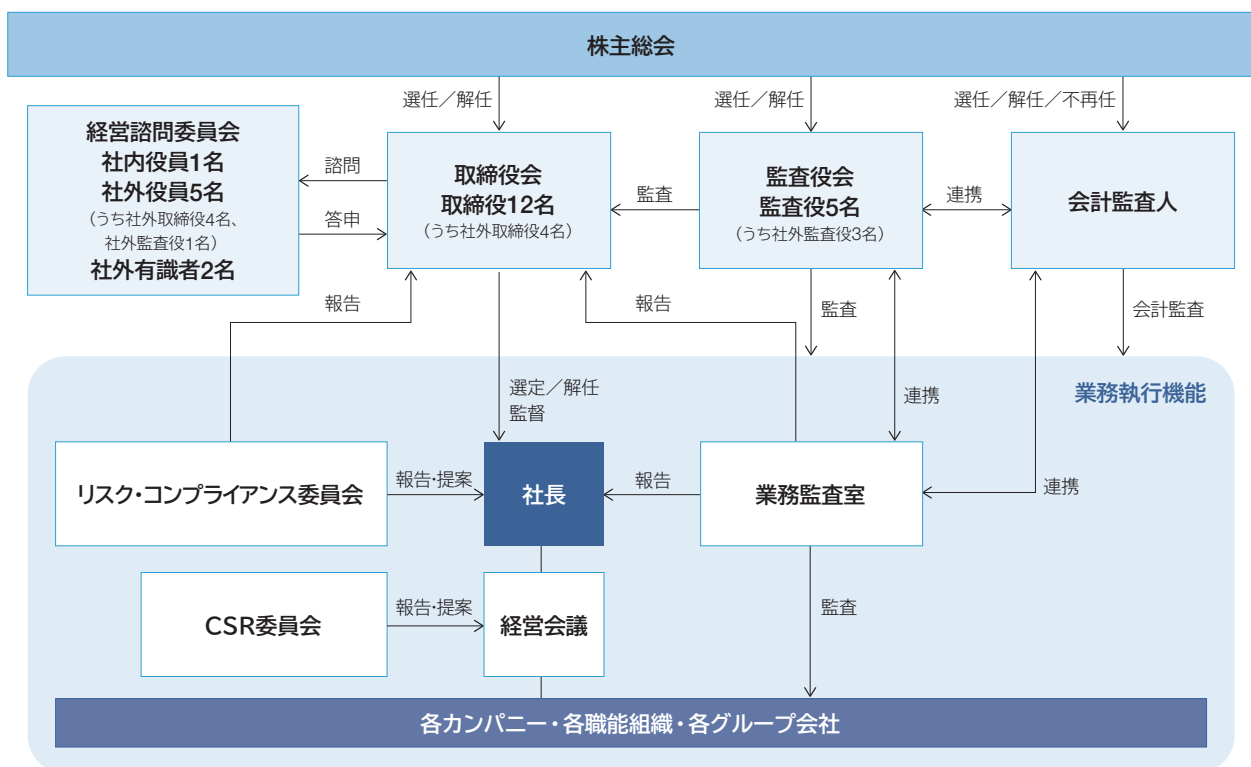 株主総会
選任／解任
選任／解任
選任／解任／不再任
経営諮問委員会
社内役員1名
社外役員5名
（うち社外取締役4名、
社外監査役1名）
社外有識者2名
諮問
答申
取締役会
取締役12名
（うち社外取締役4名）
監査
監査役会
監査役5名
（うち社外監査役3名）
連携
会計監査人
報告
報告
監査
会計監査
選定／解任
監督
連携
業務執行機能
リスク・コンプライアンス委員会
報告・提案
社長
報告
業務監査室
連携
CSR委員会
報告・提案
経営会議
監査
各カンパニー・各職能組織・各グループ会社